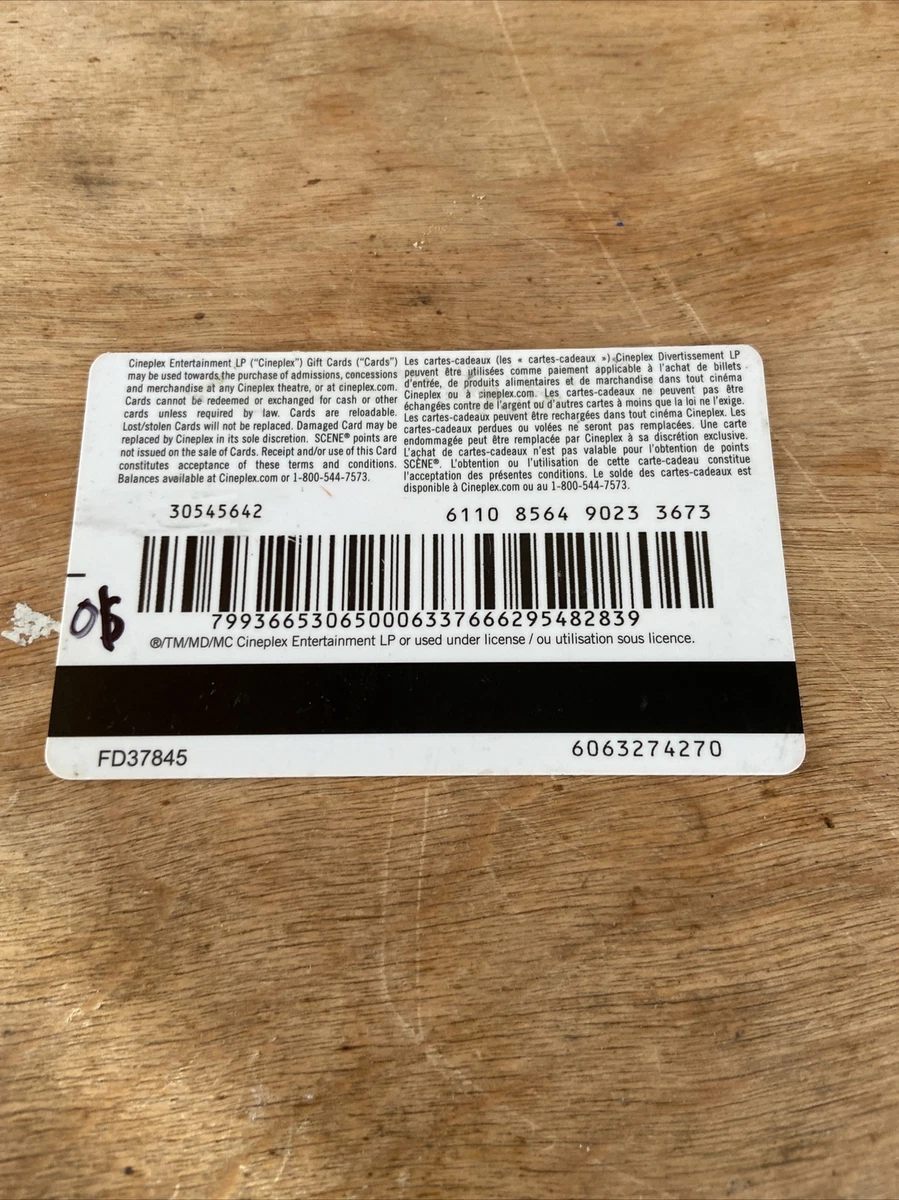 Cineplex Entertainment LP ("Cineplex") Gift Cards ("Cards")
may be used towards the purchase of admissions, concessions
and merchandise at any Cineplex theatre, or at cineplex.com.
Cards cannot be redeemed or exchanged for cash or other
cards unless required by law. Cards are reloadable.
Lost/stolen Cards will not be replaced. Damaged Card may be
replaced by Cineplex in its sole discretion. SCENE® points are
not issued on the sale of Cards. Receipt and/or use of this Card
constitutes acceptance of these terms and conditions.
Balances available at Cineplex.com or 1-800-544-7573.
Les cartes-cadeaux (les « cartes-cadeaux ») Cineplex Divertissement LP
peuvent être utilisées comme paiement applicable à l'achat de billets
d'entrée, de produits alimentaires et de marchandise dans tout cinéma
Cineplex ou à cineplex.com. Les cartes-cadeaux ne peuvent pas être
échangées contre de l'argent ou d'autres cartes à moins que la loi ne l'exige.
Les cartes-cadeaux peuvent être rechargées dans tout cinéma Cineplex. Les
cartes-cadeaux perdues ou volées ne seront pas remplacées. Une carte
endommagée peut être remplacée par Cineplex à sa discrétion exclusive.
L'achat de cartes-cadeaux n'est pas valable pour l'obtention de points
SCÈNE®. L'obtention ou l'utilisation de cette carte-cadeau constitue
l'acceptation des présentes conditions. Le solde des cartes-cadeaux est
disponible à Cineplex.com ou au 1-800-544-7573.
30545642
6110 8564 9023 3673
0$
799366530650006337666295482839
®/TM/MD/MC Cineplex Entertainment LP or used under license / ou utilisation sous licence.
FD37845
6063274270